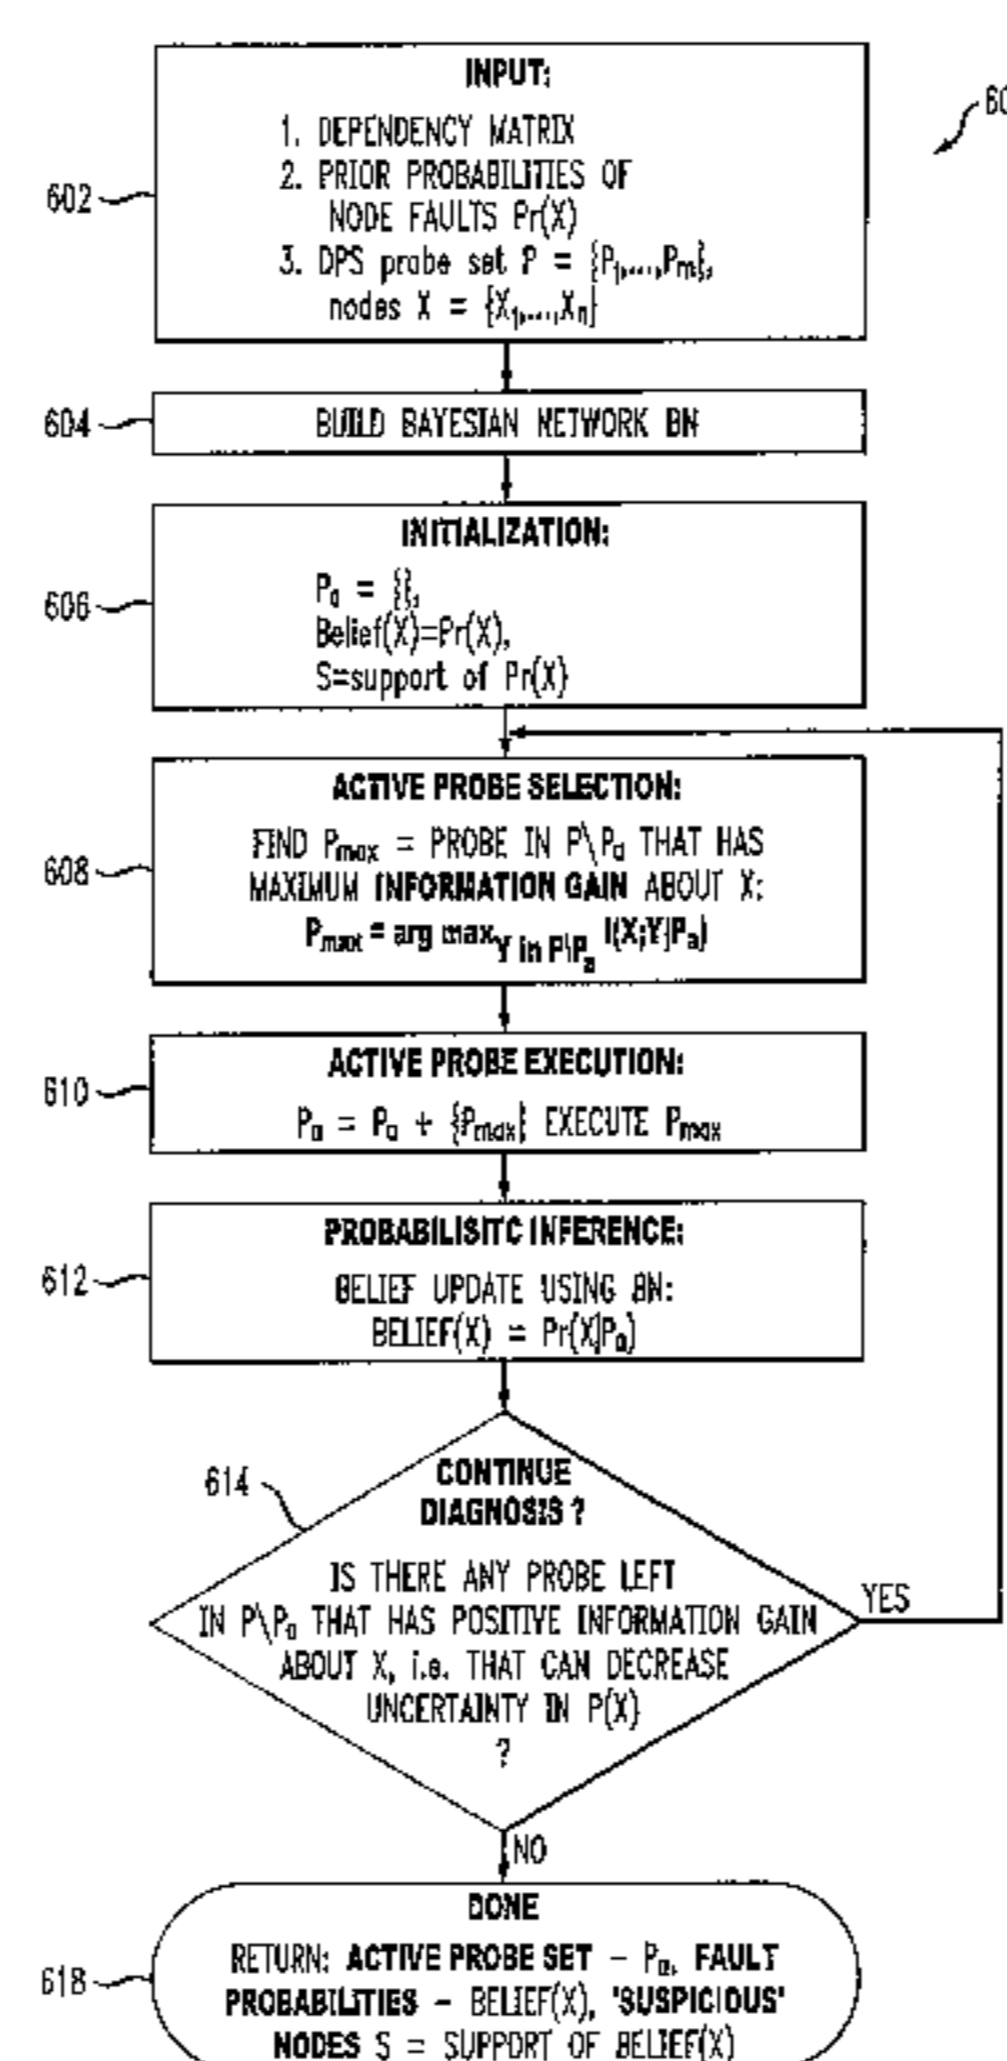 INPUT:
60
1. DEPENDENCY MATRIX
2. PRIOR PROBABILITIES OF
NODE FAULTS Pr(X)
602
3. DPS probe set P = {P1,...,Pm},
nodes X = {X1,...,Xn}
604
BUILD BAYESIAN NETWORK BN
INITIALIZATION:
606
Pa = {},
Belief(X)=Pr(X),
S=support of Pr(X)
ACTIVE PROBE SELECTION:
608
FIND Pmax = PROBE IN P\Pa THAT HAS
MAXIMUM INFORMATION GAIN ABOUT X:
Pmax = arg maxY in P\Pa I(X;Y|Pa)
ACTIVE PROBE EXECUTION:
610
Pa = Pa + {Pmax} EXECUTE Pmax
PROBABILISITC INFERENCE:
612
BELIEF UPDATE USING BN:
BELIEF(X) = Pr(X|Pa)
614
CONTINUE
DIAGNOSIS ?
IS THERE ANY PROBE LEFT
IN P\Pa THAT HAS POSITIVE INFORMATION GAIN
ABOUT X, i.e. THAT CAN DECREASE
UNCERTAINTY IN P(X)
?
YES
NO
DONE
618
RETURN: ACTIVE PROBE SET – Pa, FAULT
PROBABILITIES – BELIEF(X), 'SUSPICIOUS'
NODES S = SUPPORT OF BELIEF(X)